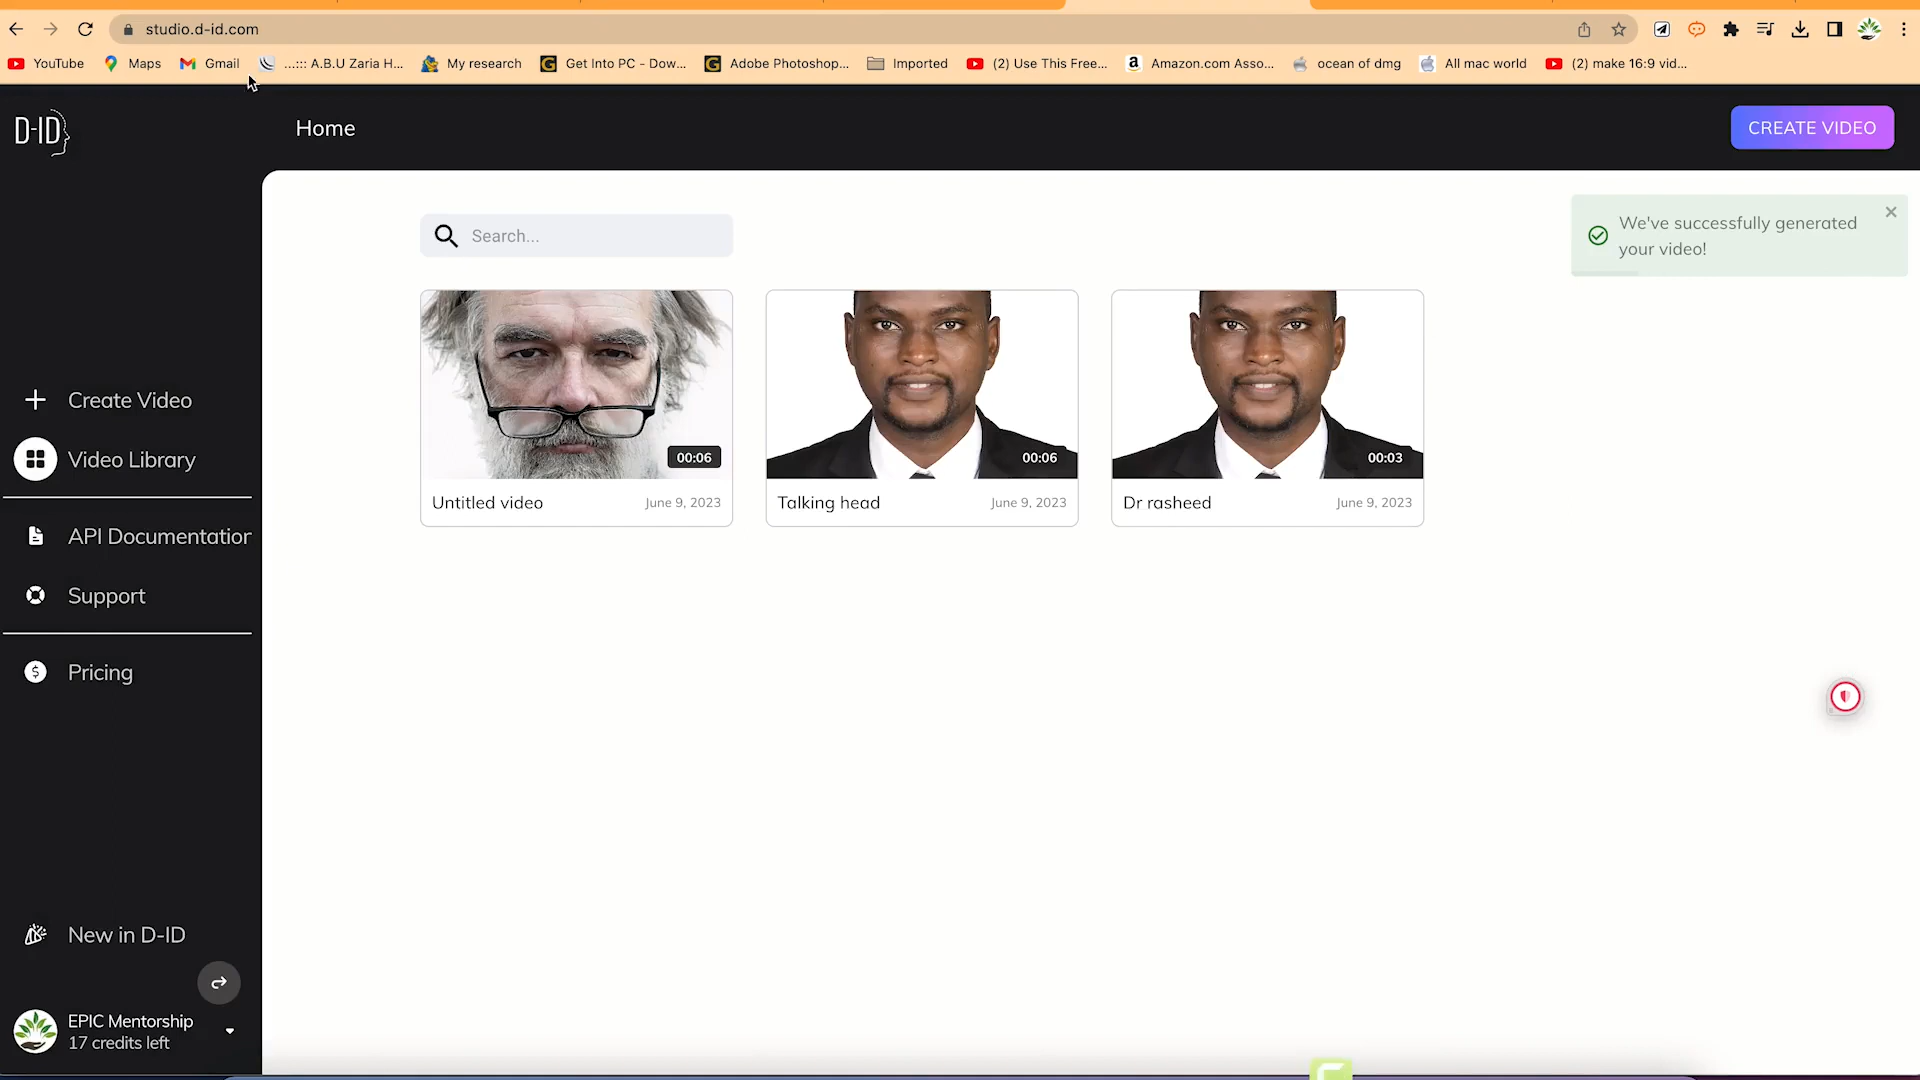 studio.d-id.com
YouTube Maps Gmail ...::: A.B.U Zaria H... My research Get Into PC - Dow... Adobe Photoshop... Imported (2) Use This Free... Amazon.com Asso... ocean of dmg All mac world (2) make 16:9 vid...
D-ID
Home
CREATE VIDEO
Search...
We've successfully generated
your video!
00:06
00:06
00:03
Untitled video June 9, 2023
Talking head June 9, 2023
Dr rasheed June 9, 2023
Create Video
Video Library
API Documentation
Support
Pricing
New in D-ID
EPIC Mentorship
17 credits left